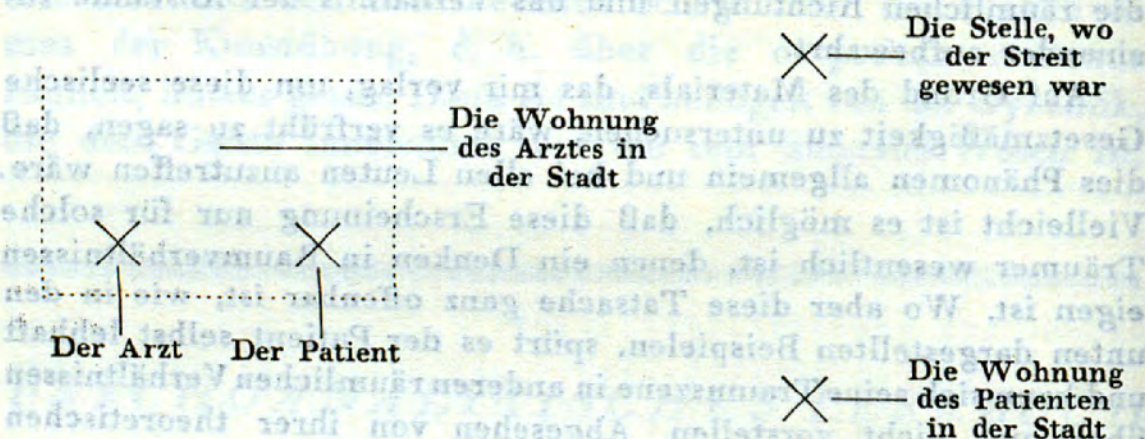 Die Stelle, wo
der Streit
gewesen war
Die Wohnung
des Arztes in
der Stadt
Der Arzt
Der Patient
Die Wohnung
des Patienten
in der Stadt